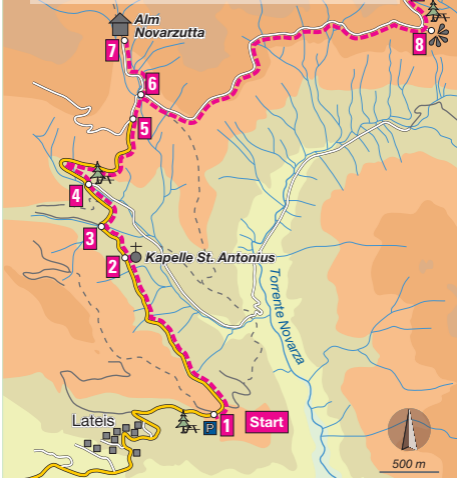 Alm
Novarzutta
7
8
6
5
4
3
2
Kapelle St. Antonius
Torrente Novarza
Lateis
P
1
Start
500 m